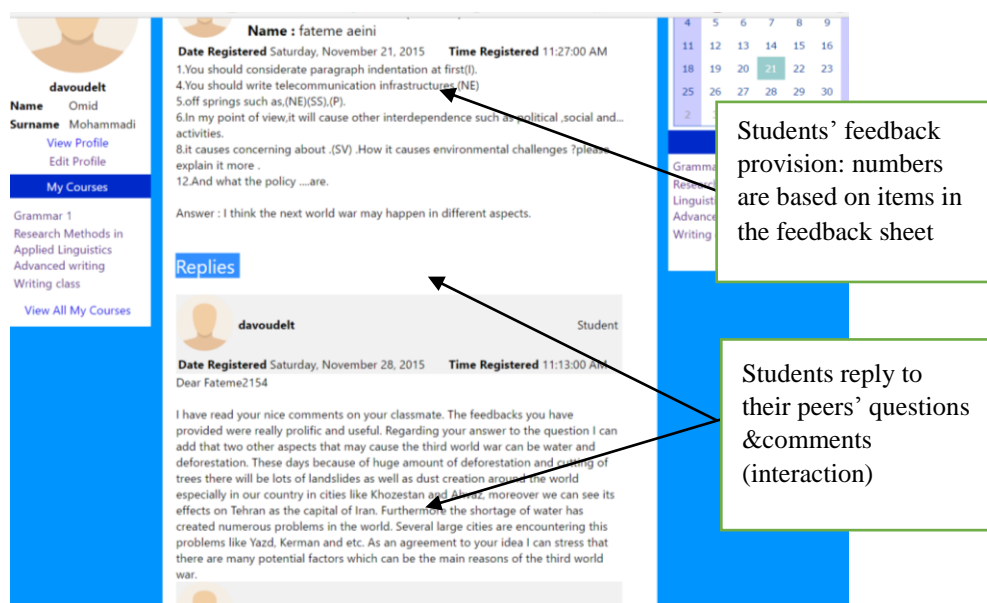 davoudelt
Name Omid
Surname Mohammadi
View Profile
Edit Profile
My Courses
Grammar 1
Research Methods in
Applied Linguistics
Advanced writing
Writing class
View All My Courses
Name : fateme aeini
Date Registered Saturday, November 21, 2015 Time Registered 11:27:00 AM
1.You should considerate paragraph indentation at first(I).
4.You should write telecommunication infrastructures.(NE)
5.off springs such as,(NE)(SS),(P).
6.In my point of view,it will cause other interdependence such as political ,social and...
activities.
8.it causes concerning about .(SV) .How it causes environmental challenges ?please
explain it more .
12.And what the policy ....are.
Answer : I think the next world war may happen in different aspects.
Replies
davoudelt Student
Date Registered Saturday, November 28, 2015 Time Registered 11:13:00 AM
Dear Fateme2154
I have read your nice comments on your classmate. The feedbacks you have
provided were really prolific and useful. Regarding your answer to the question I can
add that two other aspects that may cause the third world war can be water and
deforestation. These days because of huge amount of deforestation and cutting of
trees there will be lots of landslides as well as dust creation around the world
especially in our country in cities like Khozestan and Ahvaz, moreover we can see its
effects on Tehran as the capital of Iran. Furthermore the shortage of water has
created numerous problems in the world. Several large cities are encountering this
problems like Yazd, Kerman and etc. As an agreement to your idea I can stress that
there are many potential factors which can be the main reasons of the third world
war.
4 5 6 7 8 9
11 12 13 14 15 16
18 19 20 21 22 23
25 26 27 28 29 30
2
Gramma
Resea
Linguist
Advance
Writing
Students’ feedback
provision: numbers
are based on items in
the feedback sheet
Students reply to
their peers’ questions
&comments
(interaction)